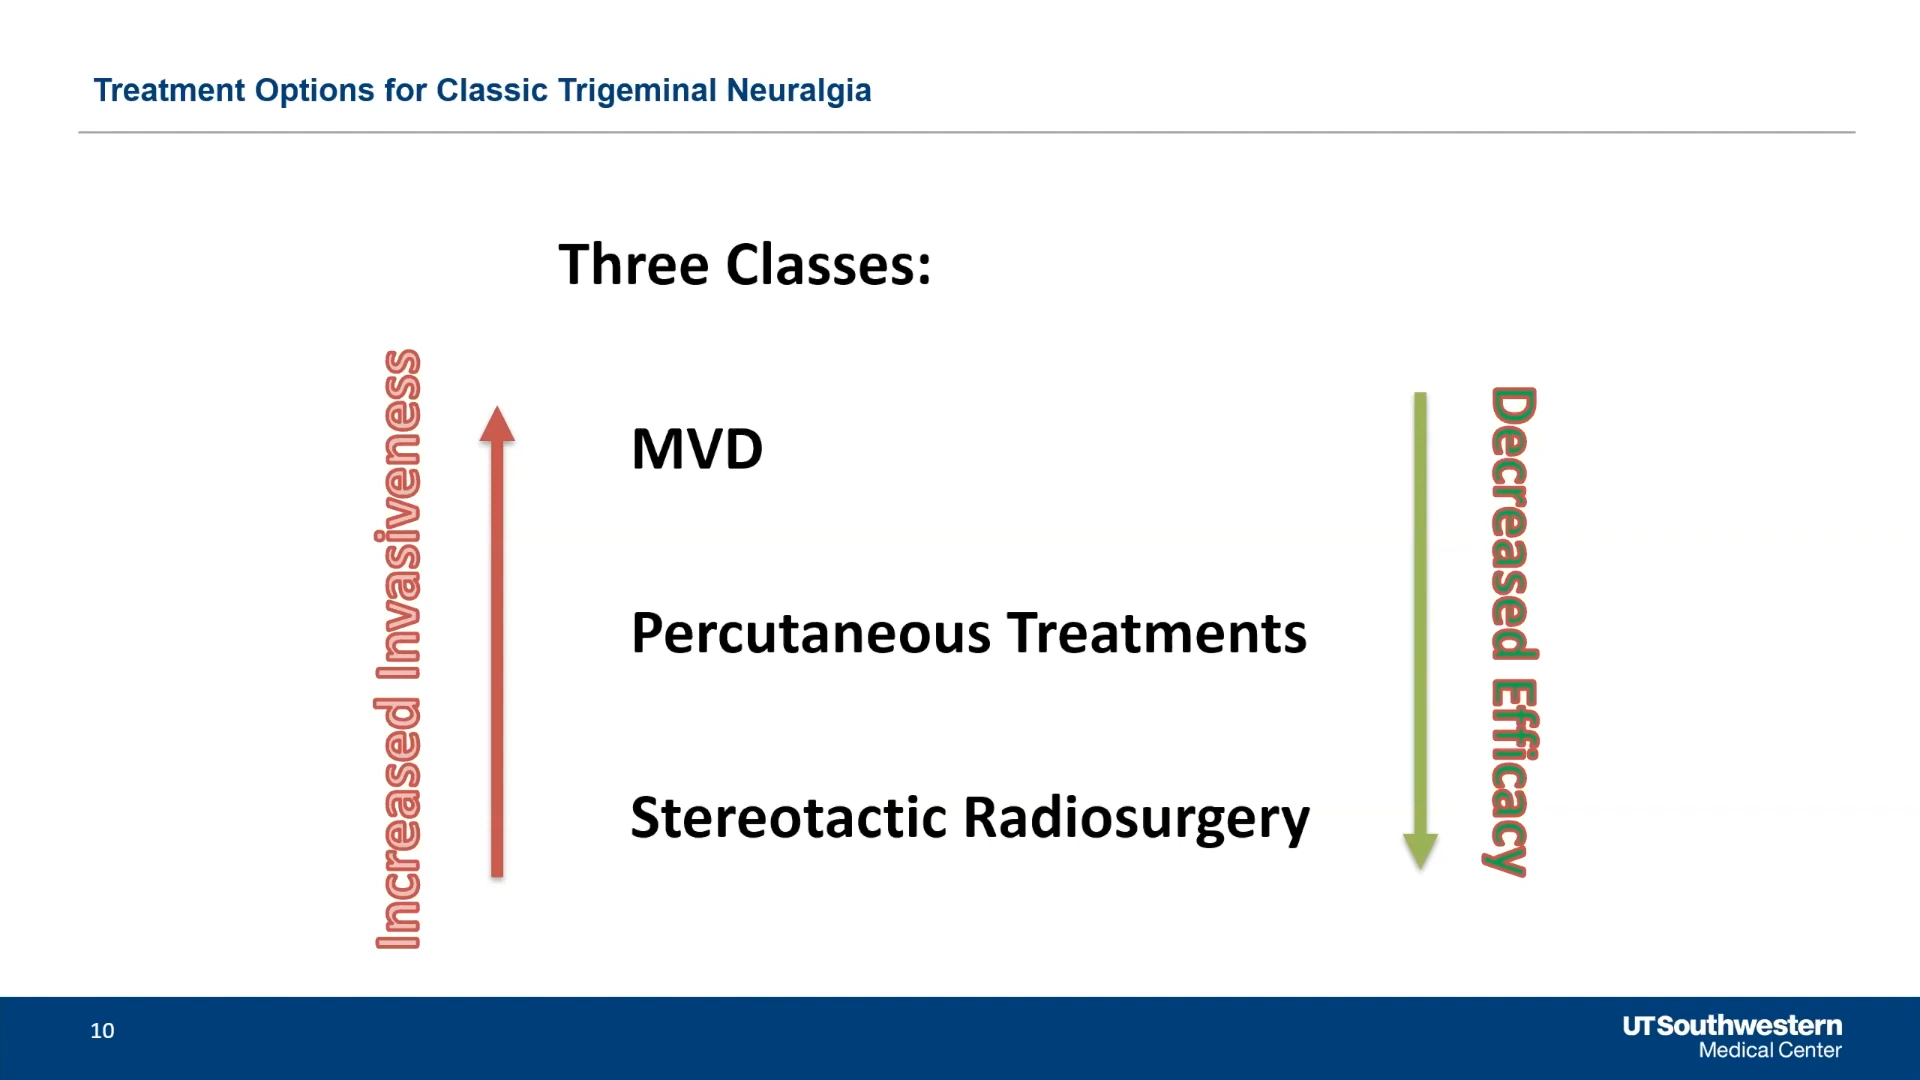 Treatment Options for Classic Trigeminal Neuralgia
Three Classes:
Increased Invasiveness
MVD
Percutaneous Treatments
Stereotactic Radiosurgery
Decreased Efficacy
10
UTSouthwestern
Medical Center